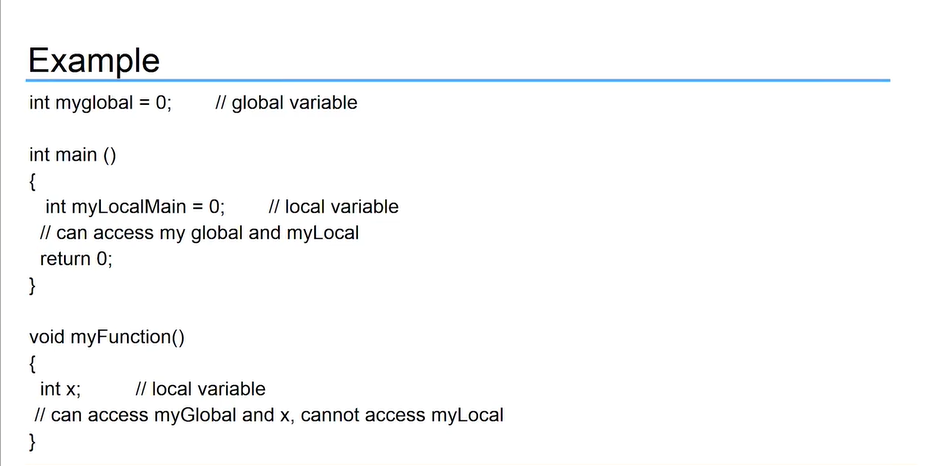 Example
int myglobal = 0; // global variable
int main ()
{
int myLocalMain = 0; // local variable
// can access my global and myLocal
return 0;
}
void myFunction()
{
int x; // local variable
// can access myGlobal and x, cannot access myLocal
}